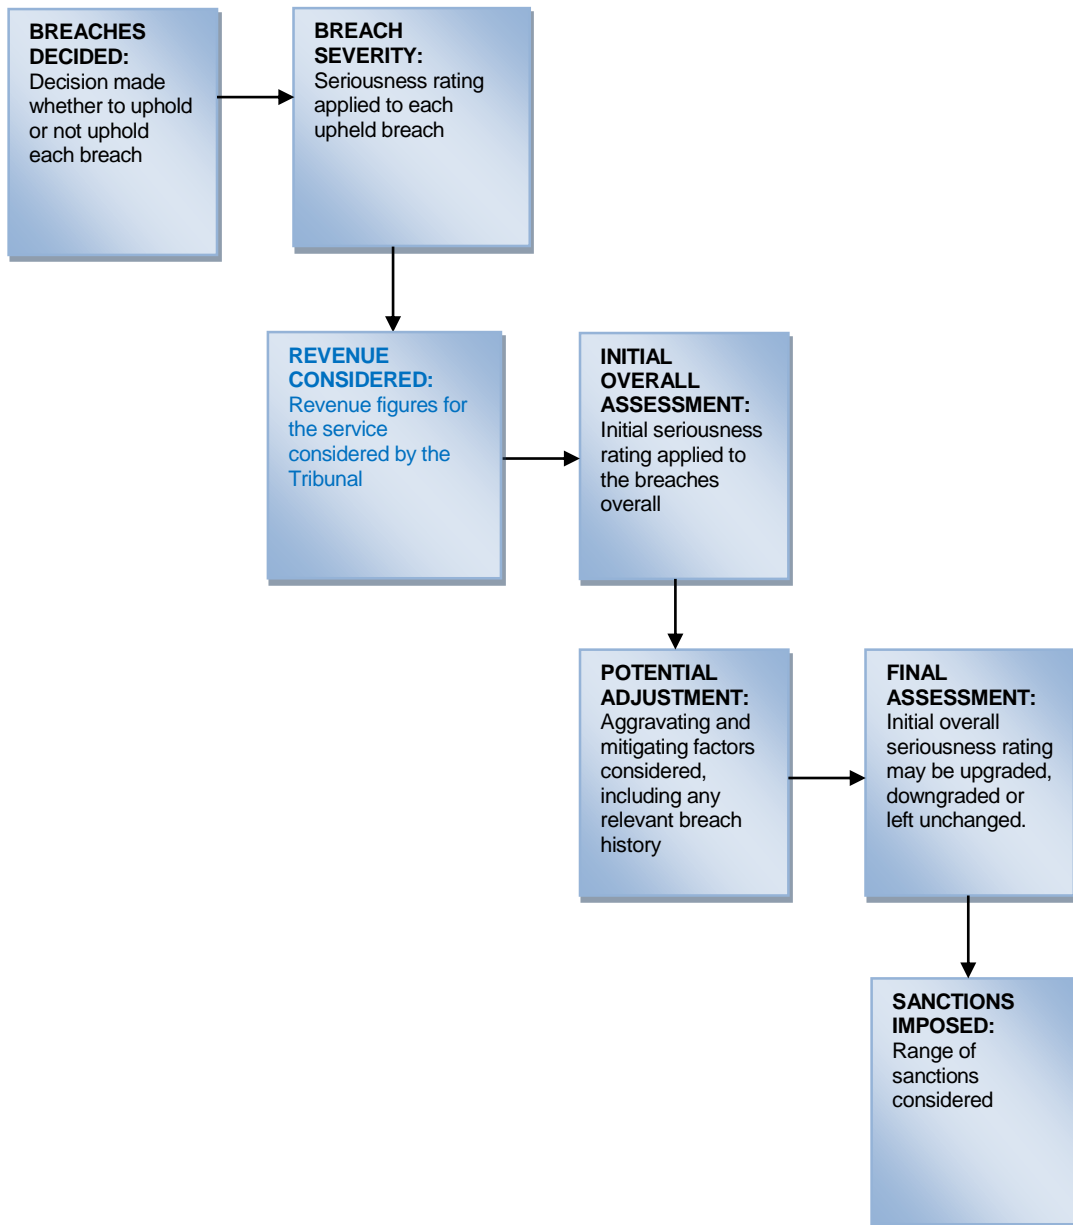 BREACHES
DECIDED:
Decision made
whether to uphold
or not uphold
each breach
BREACH
SEVERITY:
Seriousness rating
applied to each
upheld breach
REVENUE
CONSIDERED:
Revenue figures for
the service
considered by the
Tribunal
INITIAL
OVERALL
ASSESSMENT:
Initial seriousness
rating applied to
the breaches
overall
POTENTIAL
ADJUSTMENT:
Aggravating and
mitigating factors
considered,
including any
relevant breach
history
FINAL
ASSESSMENT:
Initial overall
seriousness rating
may be upgraded,
downgraded or
left unchanged.
SANCTIONS
IMPOSED:
Range of
sanctions
considered